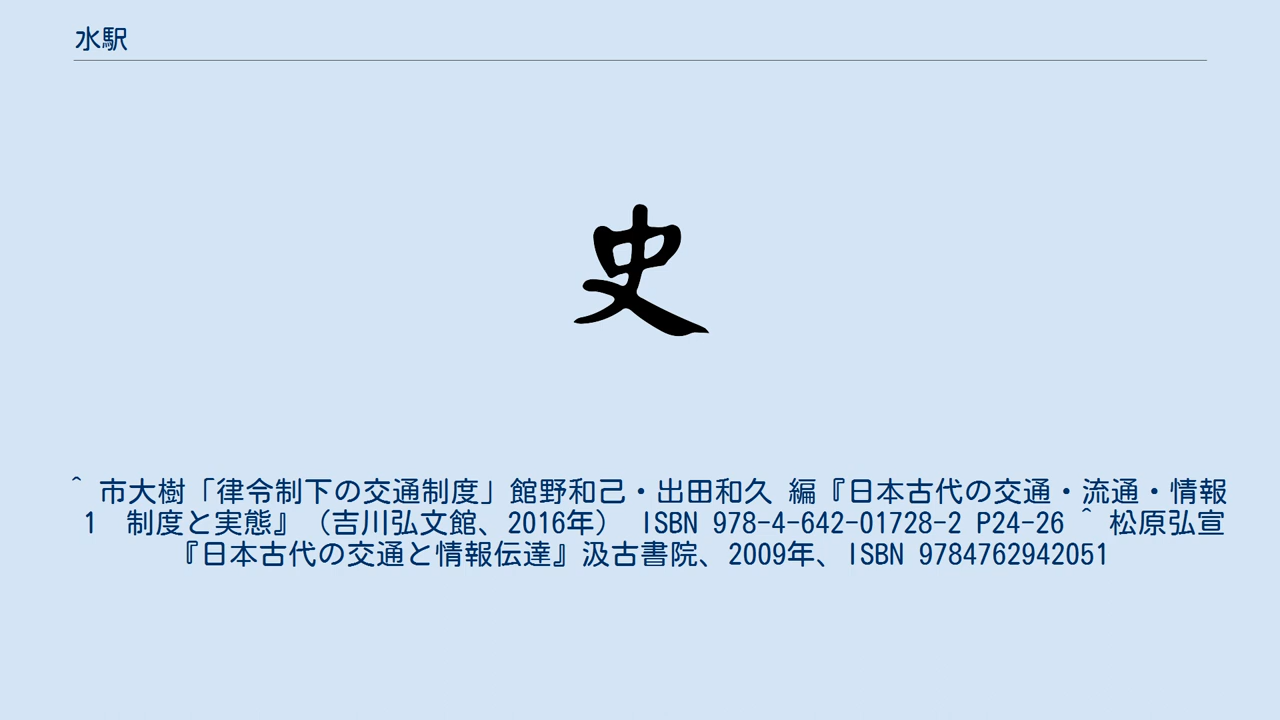 水駅
史
^ 市大樹「律令制下の交通制度」館野和己・出田和久 編『日本古代の交通・流通・情報
1　制度と実態』（吉川弘文館、2016年） ISBN 978-4-642-01728-2 P24-26 ^ 松原弘宣
『日本古代の交通と情報伝達』汲古書院、2009年、ISBN 9784762942051